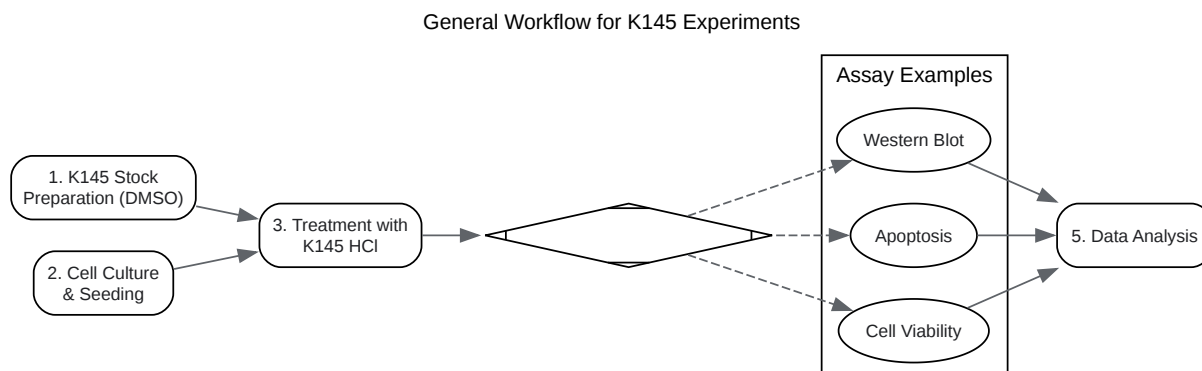 General Workflow for K145 Experiments
Assay Examples
Western Blot
1. K145 Stock
Preparation (DMSO)
3. Treatment with
K145 HCl
Apoptosis
5. Data Analysis
2. Cell Culture
& Seeding
Cell Viability